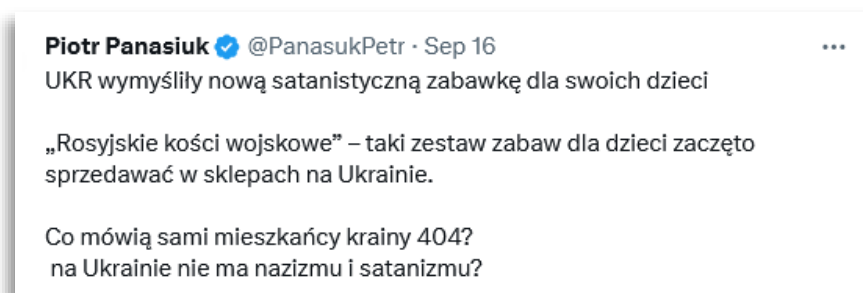 Piotr Panasiuk @PanasukPetr · Sep 16
UKR wymyśliły nową satanistyczną zabawkę dla swoich dzieci
„Rosyjskie kości wojskowe” – taki zestaw zabaw dla dzieci zaczęto
sprzedawać w sklepach na Ukrainie.
Co mówią sami mieszkańcy krainy 404?
na Ukrainie nie ma nazizmu i satanizmu?